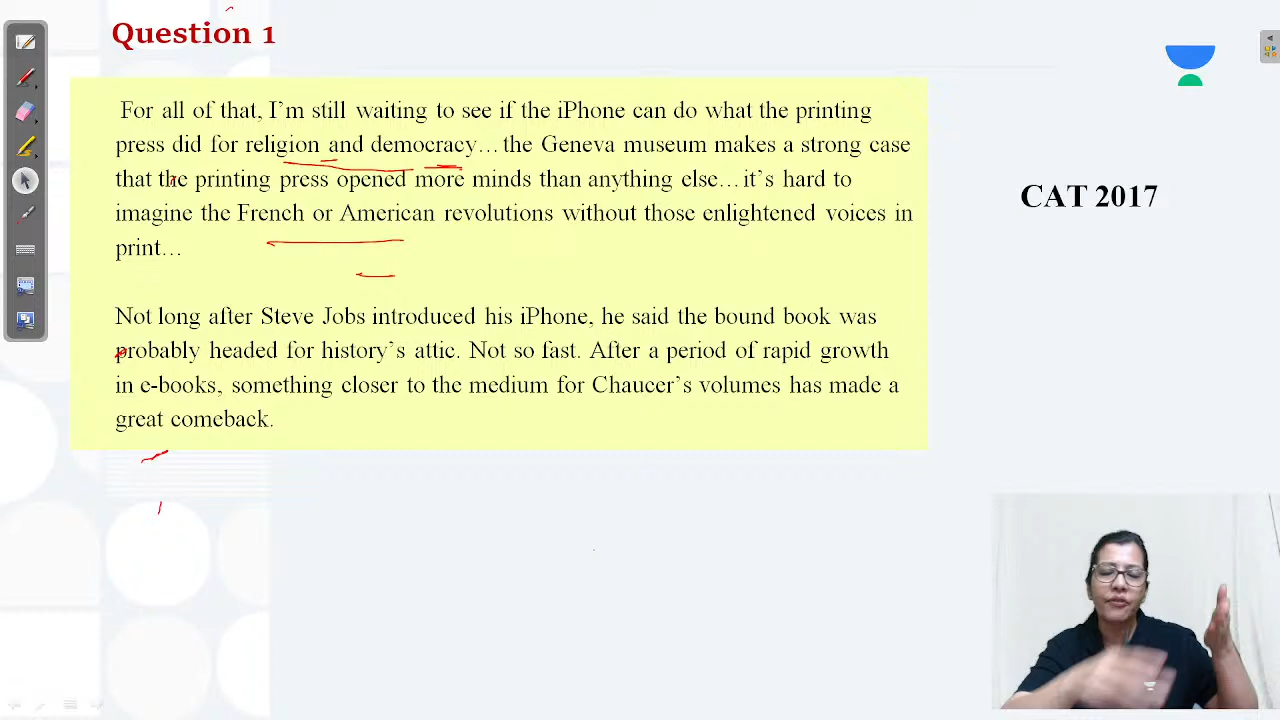 Question 1
For all of that, I'm still waiting to see if the iPhone can do what the printing
press did for religion and democracy… the Geneva museum makes a strong case
that the printing press opened more minds than anything else… it's hard to
imagine the French or American revolutions without those enlightened voices in
print…
CAT 2017
Not long after Steve Jobs introduced his iPhone, he said the bound book was
probably headed for history's attic. Not so fast. After a period of rapid growth
in e-books, something closer to the medium for Chaucer's volumes has made a
great comeback.